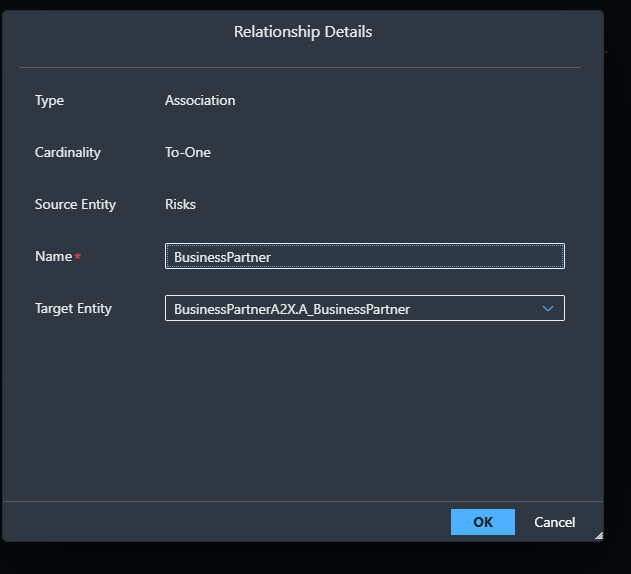 Relationship Details
Type Association
Cardinality To-One
Source Entity Risks
Name* BusinessPartner
Target Entity BusinessPartnerA2X.A_BusinessPartner
OK Cancel